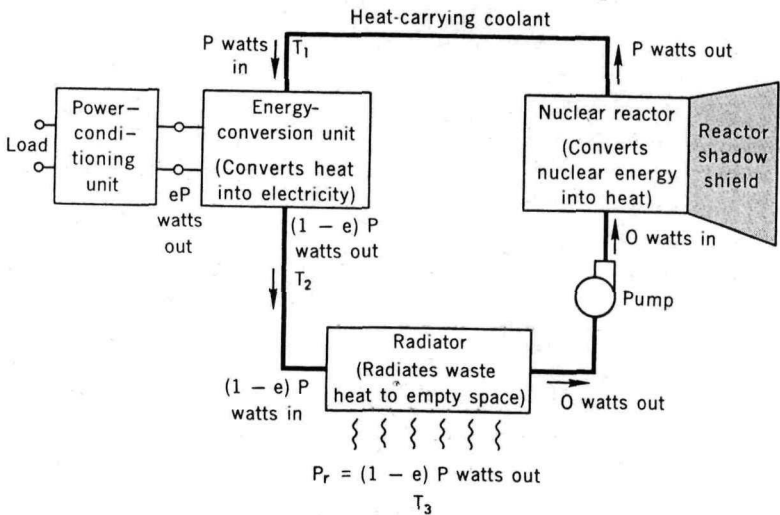 Heat-carrying coolant
P watts
in
T₁
P watts out
Power-
condi-
tioning
unit
Load
Energy-
conversion unit
(Converts heat
into electricity)
Nuclear reactor
(Converts
nuclear energy
into heat)
Reactor
shadow
shield
eP
watts
out
(1 – e) P
watts out
T₂
O watts in
Pump
Radiator
(Radiates waste
heat to empty space)
(1 – e) P
watts in
O watts out
Pᵣ = (1 – e) P watts out
T₃